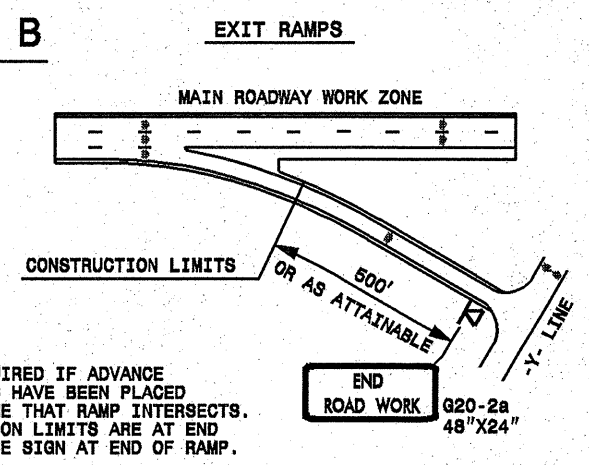 B
EXIT RAMPS
MAIN ROADWAY WORK ZONE
CONSTRUCTION LIMITS
500'
OR AS ATTAINABLE
-Y- LINE
END
ROAD WORK
G20-2a
48"X24"
IRED IF ADVANCE
HAVE BEEN PLACED
E THAT RAMP INTERSECTS.
ON LIMITS ARE AT END
E SIGN AT END OF RAMP.